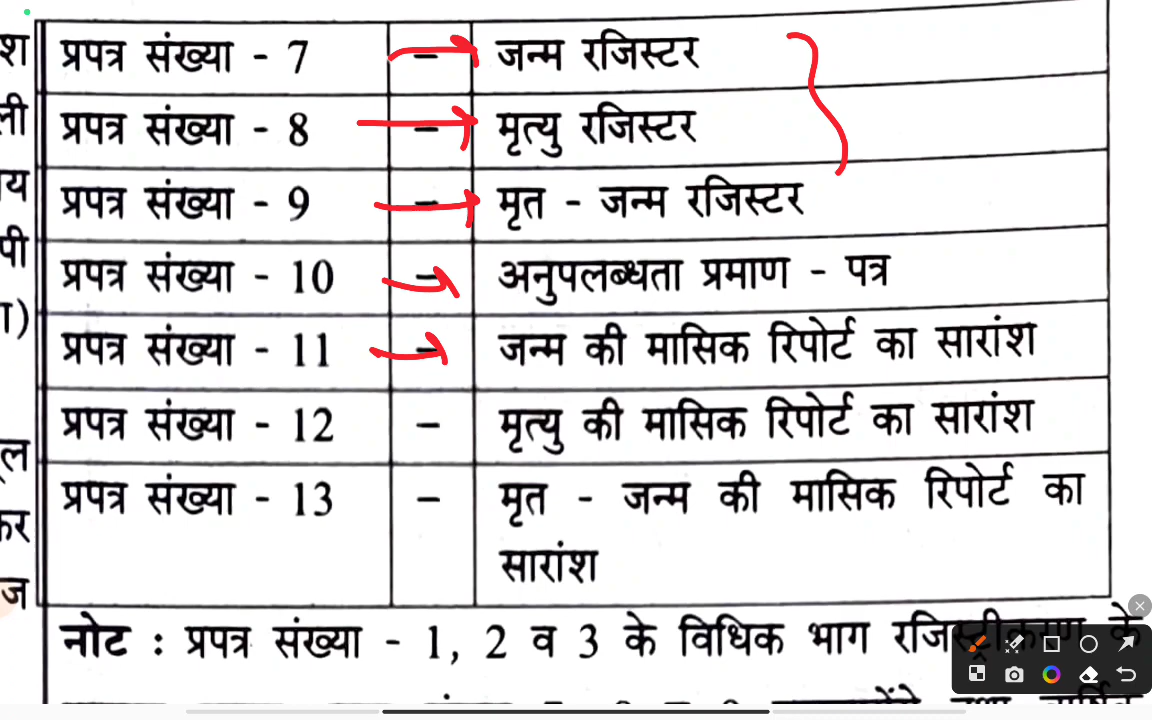 श
प्रपत्र संख्या - 7 - जन्म रजिस्टर
ली
प्रपत्र संख्या - 8 - मृत्यु रजिस्टर
य
प्रपत्र संख्या - 9 - मृत - जन्म रजिस्टर
पी
प्रपत्र संख्या - 10 - अनुपलब्धता प्रमाण - पत्र
प्रपत्र संख्या - 11 - जन्म की मासिक रिपोर्ट का सारांश
प्रपत्र संख्या - 12 - मृत्यु की मासिक रिपोर्ट का सारांश
प्रपत्र संख्या - 13 - मृत - जन्म की मासिक रिपोर्ट का
सारांश
नोट : प्रपत्र संख्या - 1, 2 व 3 के विधिक भाग रजिस्ट्रीकरण के